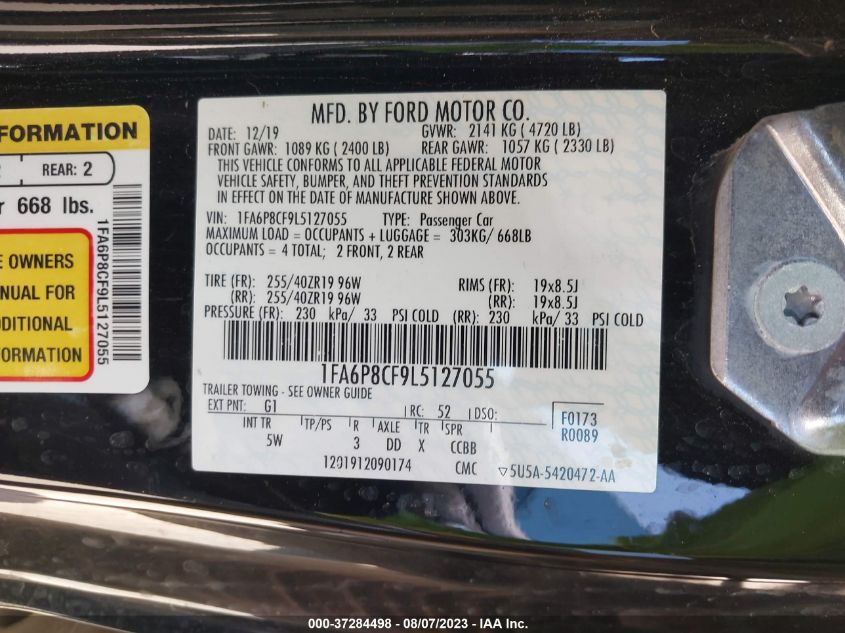 FORMATION
REAR: 2
668 lbs.
E OWNERS
NUAL FOR
DDITIONAL
FORMATION
1FA6P8CF9L5127055
MFD. BY FORD MOTOR CO.
DATE: 12/19 GVWR: 2141 KG ( 4720 LB)
FRONT GAWR: 1089 KG ( 2400 LB) REAR GAWR: 1057 KG ( 2330 LB)
THIS VEHICLE CONFORMS TO ALL APPLICABLE FEDERAL MOTOR
VEHICLE SAFETY, BUMPER, AND THEFT PREVENTION STANDARDS
IN EFFECT ON THE DATE OF MANUFACTURE SHOWN ABOVE.
VIN: 1FA6P8CF9L5127055 TYPE: Passenger Car
MAXIMUM LOAD = OCCUPANTS + LUGGAGE = 303KG/ 668LB
OCCUPANTS = 4 TOTAL; 2 FRONT, 2 REAR
TIRE (FR): 255/40ZR19 96W RIMS (FR): 19x8.5J
(RR): 255/40ZR19 96W (RR): 19x8.5J
PRESSURE (FR): 230 kPa/ 33 PSI COLD (RR): 230 kPa/ 33 PSI COLD
1FA6P8CF9L5127055
TRAILER TOWING - SEE OWNER GUIDE
EXT PNT: G1 RC: 52 DSO: F0173
INT TR TP/PS R AXLE TR SPR R0089
5W 3 DD X CCBB
1201912090174 CMC ▽5U5A-5420472-AA
000-37284498 - 08/07/2023 - IAA Inc.